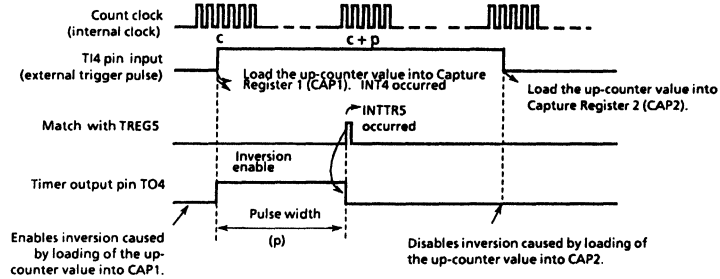 Count clock
(internal clock)
c
c + p
TI4 pin input
(external trigger pulse)
Load the up-counter value into Capture
Register 1 (CAP1). INT4 occurred
Load the up-counter value into
Capture Register 2 (CAP2).
INTTR5
occurred
Match with TREG5
Inversion
enable
Timer output pin TO4
Pulse width
(p)
Enables inversion caused
by loading of the up-
counter value into CAP1.
Disables inversion caused by loading of
the up-counter value into CAP2.